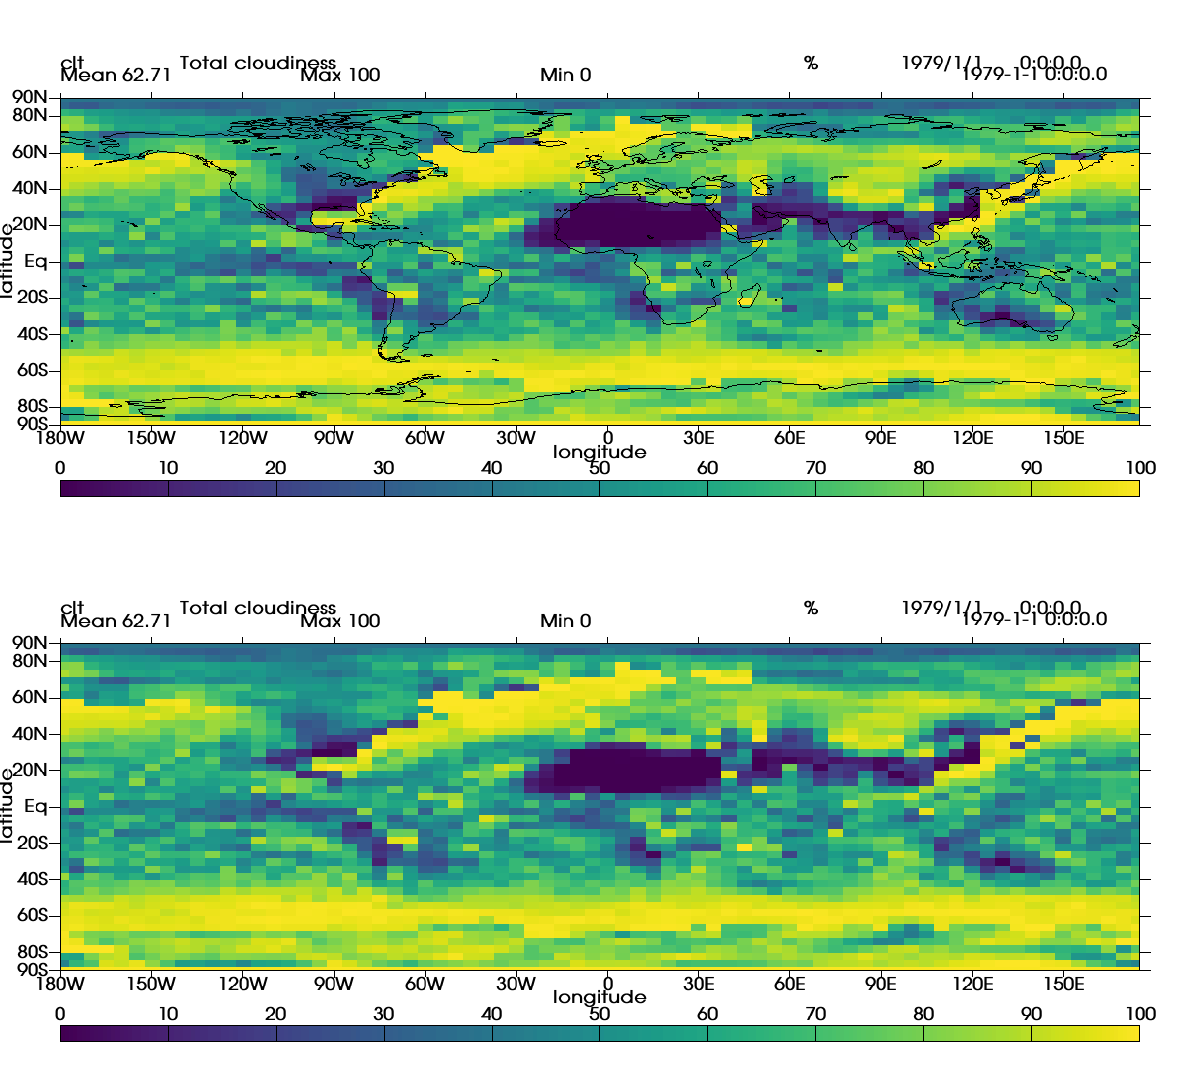 clt Total cloudiness % 1979/1/1 0:0:0.0
Mean 62.71 Max 100 Min 0 1979-1-1 0:0:0.0
90N
80N
60N
40N
20N
Eq
20S
40S
60S
80S
90S
latitude
180W 150W 120W 90W 60W 30W 0 30E 60E 90E 120E 150E
longitude
0 10 20 30 40 50 60 70 80 90 100
clt Total cloudiness % 1979/1/1 0:0:0.0
Mean 62.71 Max 100 Min 0 1979-1-1 0:0:0.0
90N
80N
60N
40N
20N
Eq
20S
40S
60S
80S
90S
latitude
180W 150W 120W 90W 60W 30W 0 30E 60E 90E 120E 150E
longitude
0 10 20 30 40 50 60 70 80 90 100